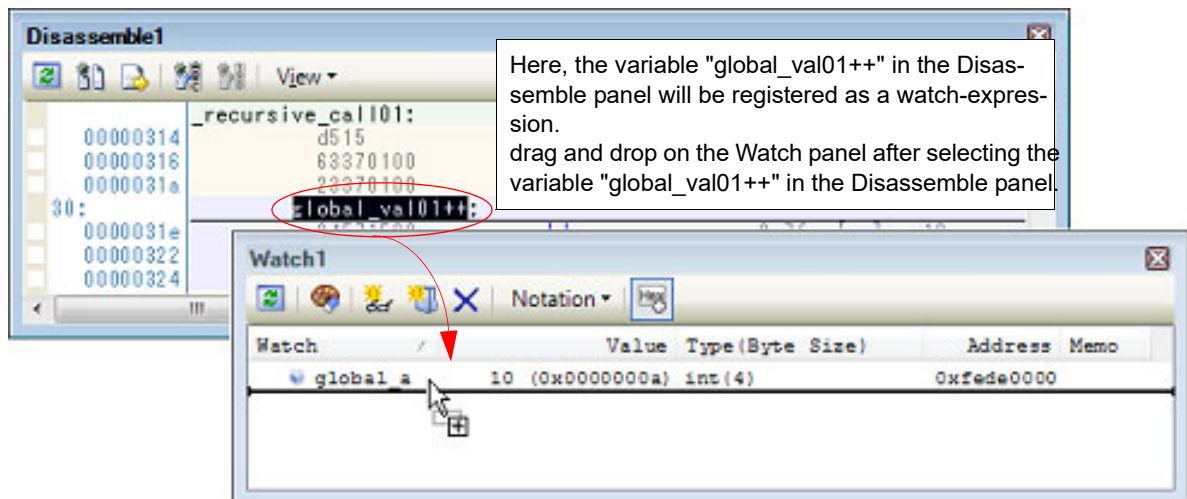 Disassemble1
View
_recursive_call01:
00000314 d515
00000316 63370100
0000031a 23370100
30: global_val01++;
0000031e
00000322
00000324
Here, the variable "global_val01++" in the Disas-
semble panel will be registered as a watch-expres-
sion.
drag and drop on the Watch panel after selecting the
variable "global_val01++" in the Disassemble panel.
Watch1
Notation Hex
Watch Value Type(Byte Size) Address Memo
global_a 10 (0x0000000a) int(4) 0xfede0000